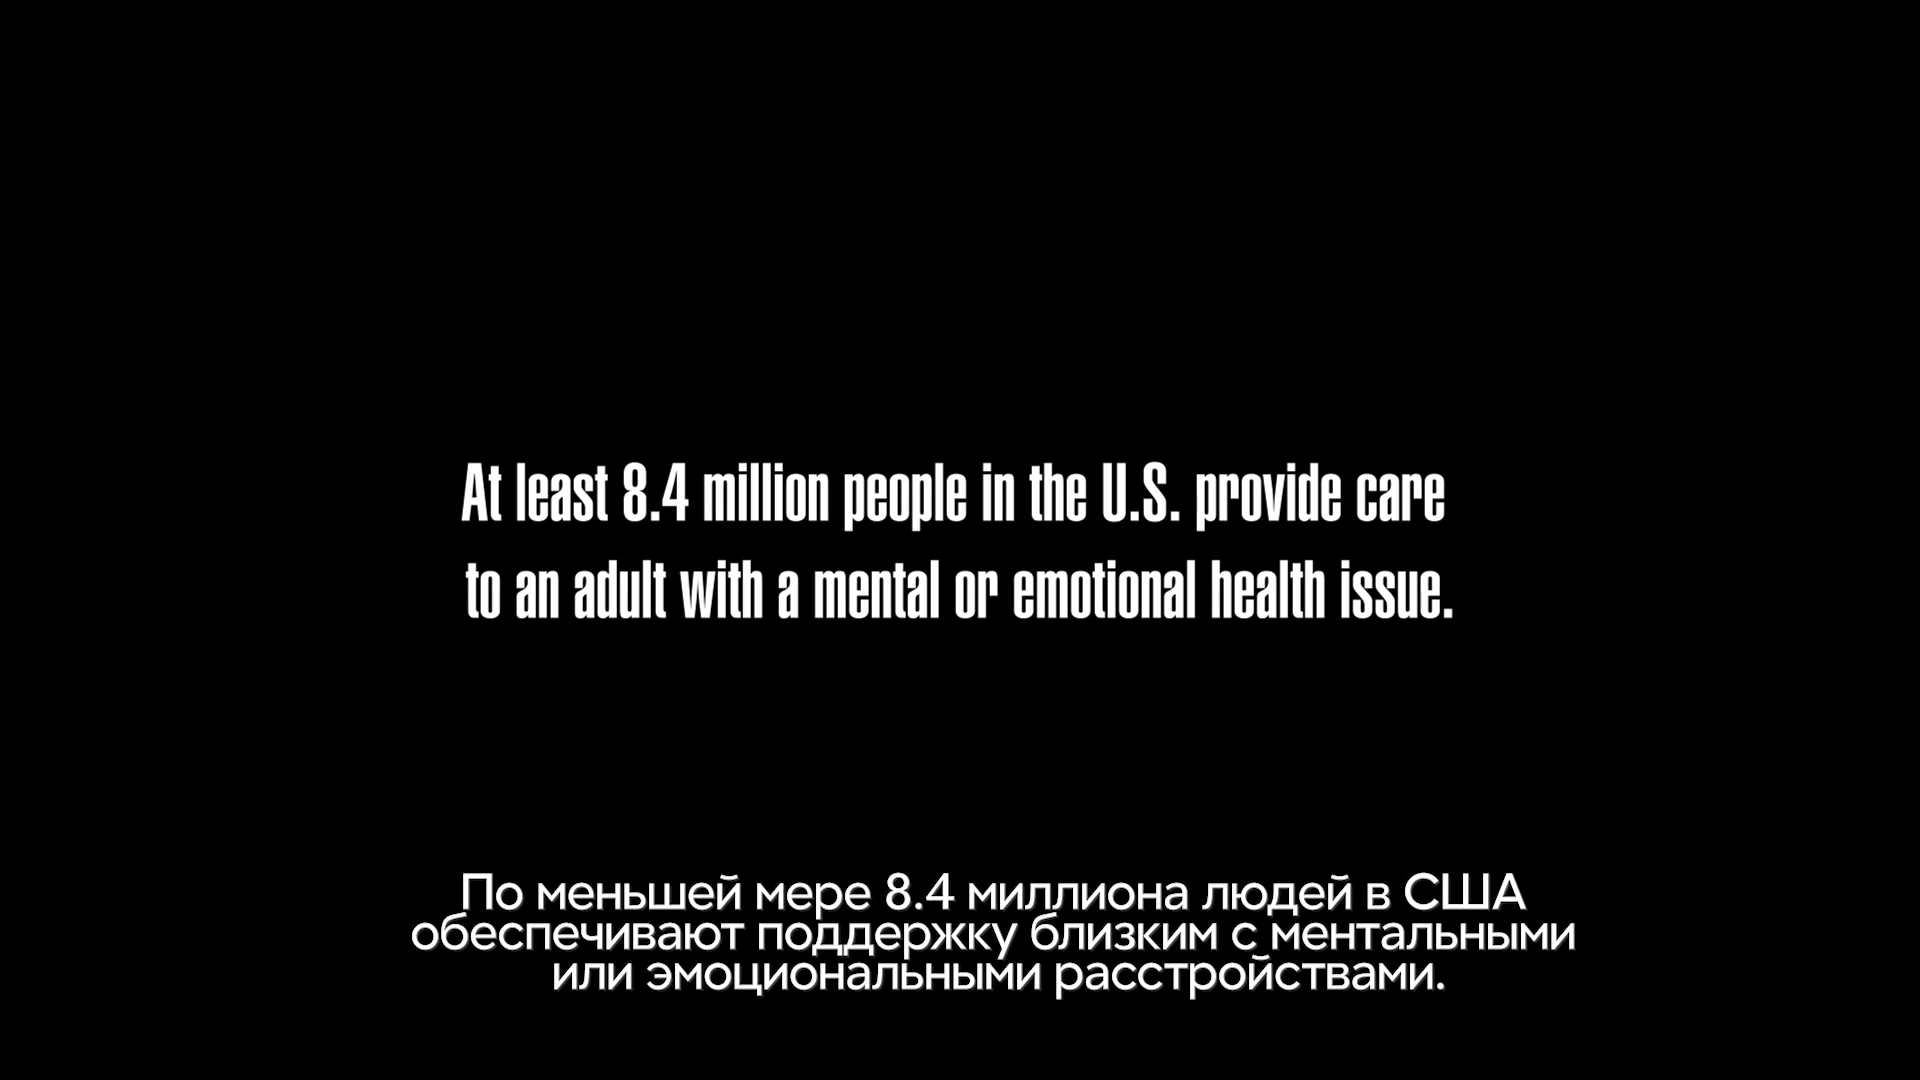 At least 8.4 million people in the U.S. provide care
to an adult with a mental or emotional health issue.
По меньшей мере 8.4 миллиона людей в США
обеспечивают поддержку близким с ментальными
или эмоциональными расстройствами.